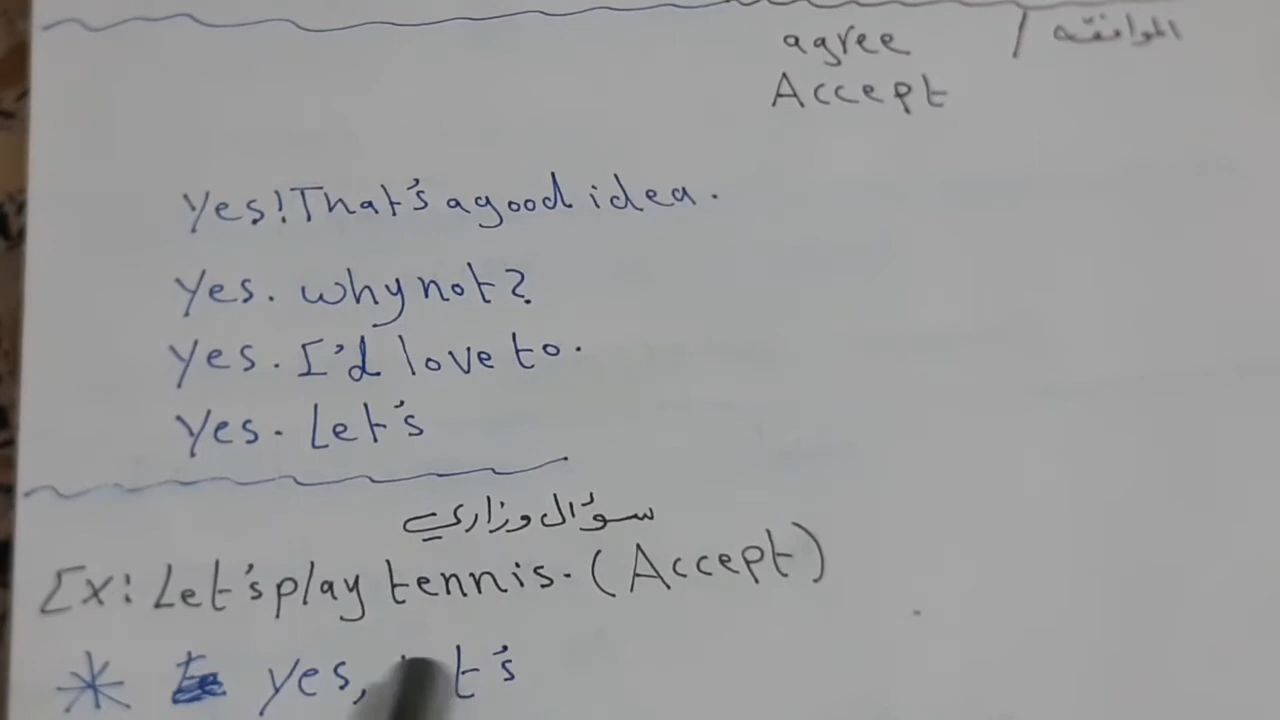 agree / الموافقه
Accept
Yes! That's a good idea.
Yes. why not?
Yes. I'd love to.
Yes. Let's
سؤال وزاري
Ex: Let's play tennis. (Accept)
* yes,